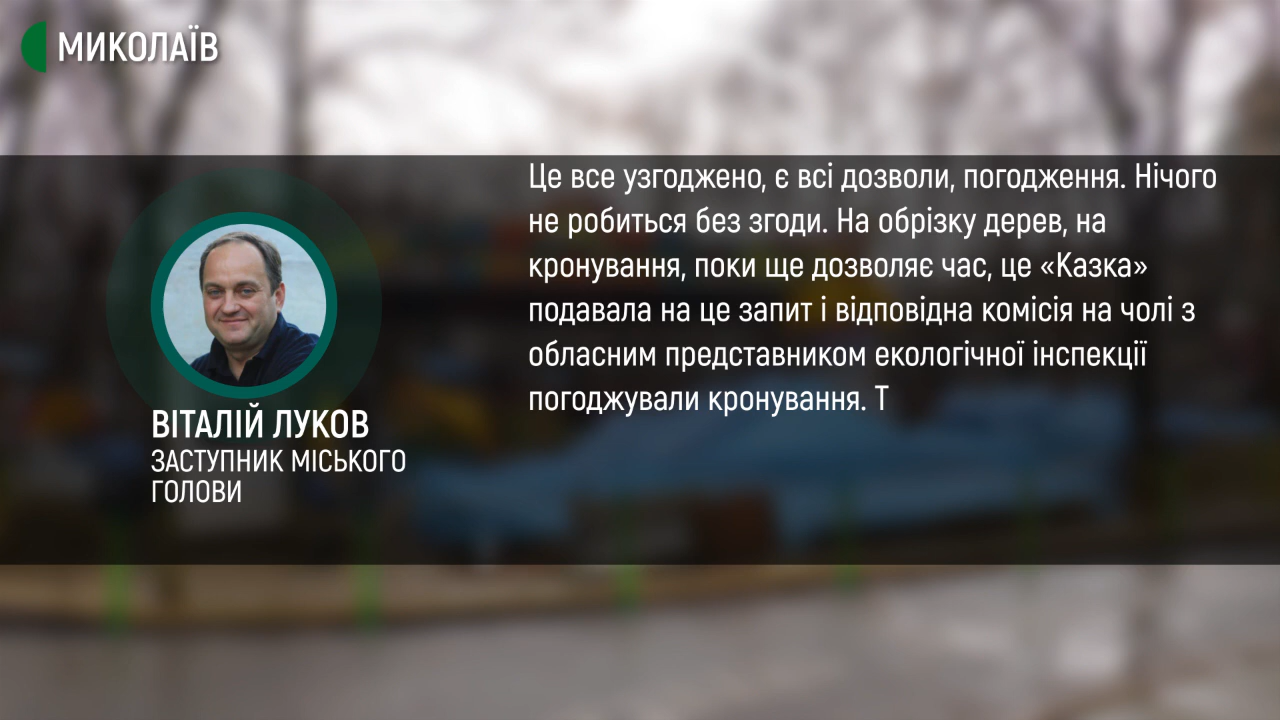 МИКОЛАЇВ
Це все узгоджено, є всі дозволи, погодження. Нічого
не робиться без згоди. На обрізку дерев, на
кронування, поки ще дозволяє час, це «Казка»
подавала на це запит і відповідна комісія на чолі з
обласним представником екологічної інспекції
погоджували кронування. Т
ВІТАЛІЙ ЛУКОВ
ЗАСТУПНИК МІСЬКОГО
ГОЛОВИ